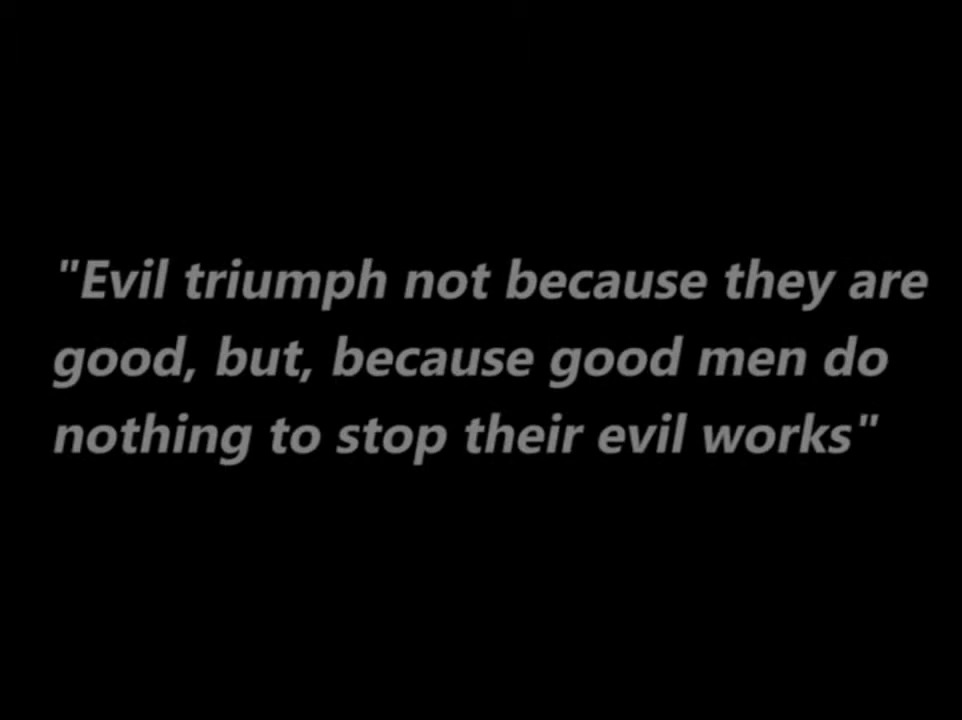 "Evil triumph not because they are
good, but, because good men do
nothing to stop their evil works"